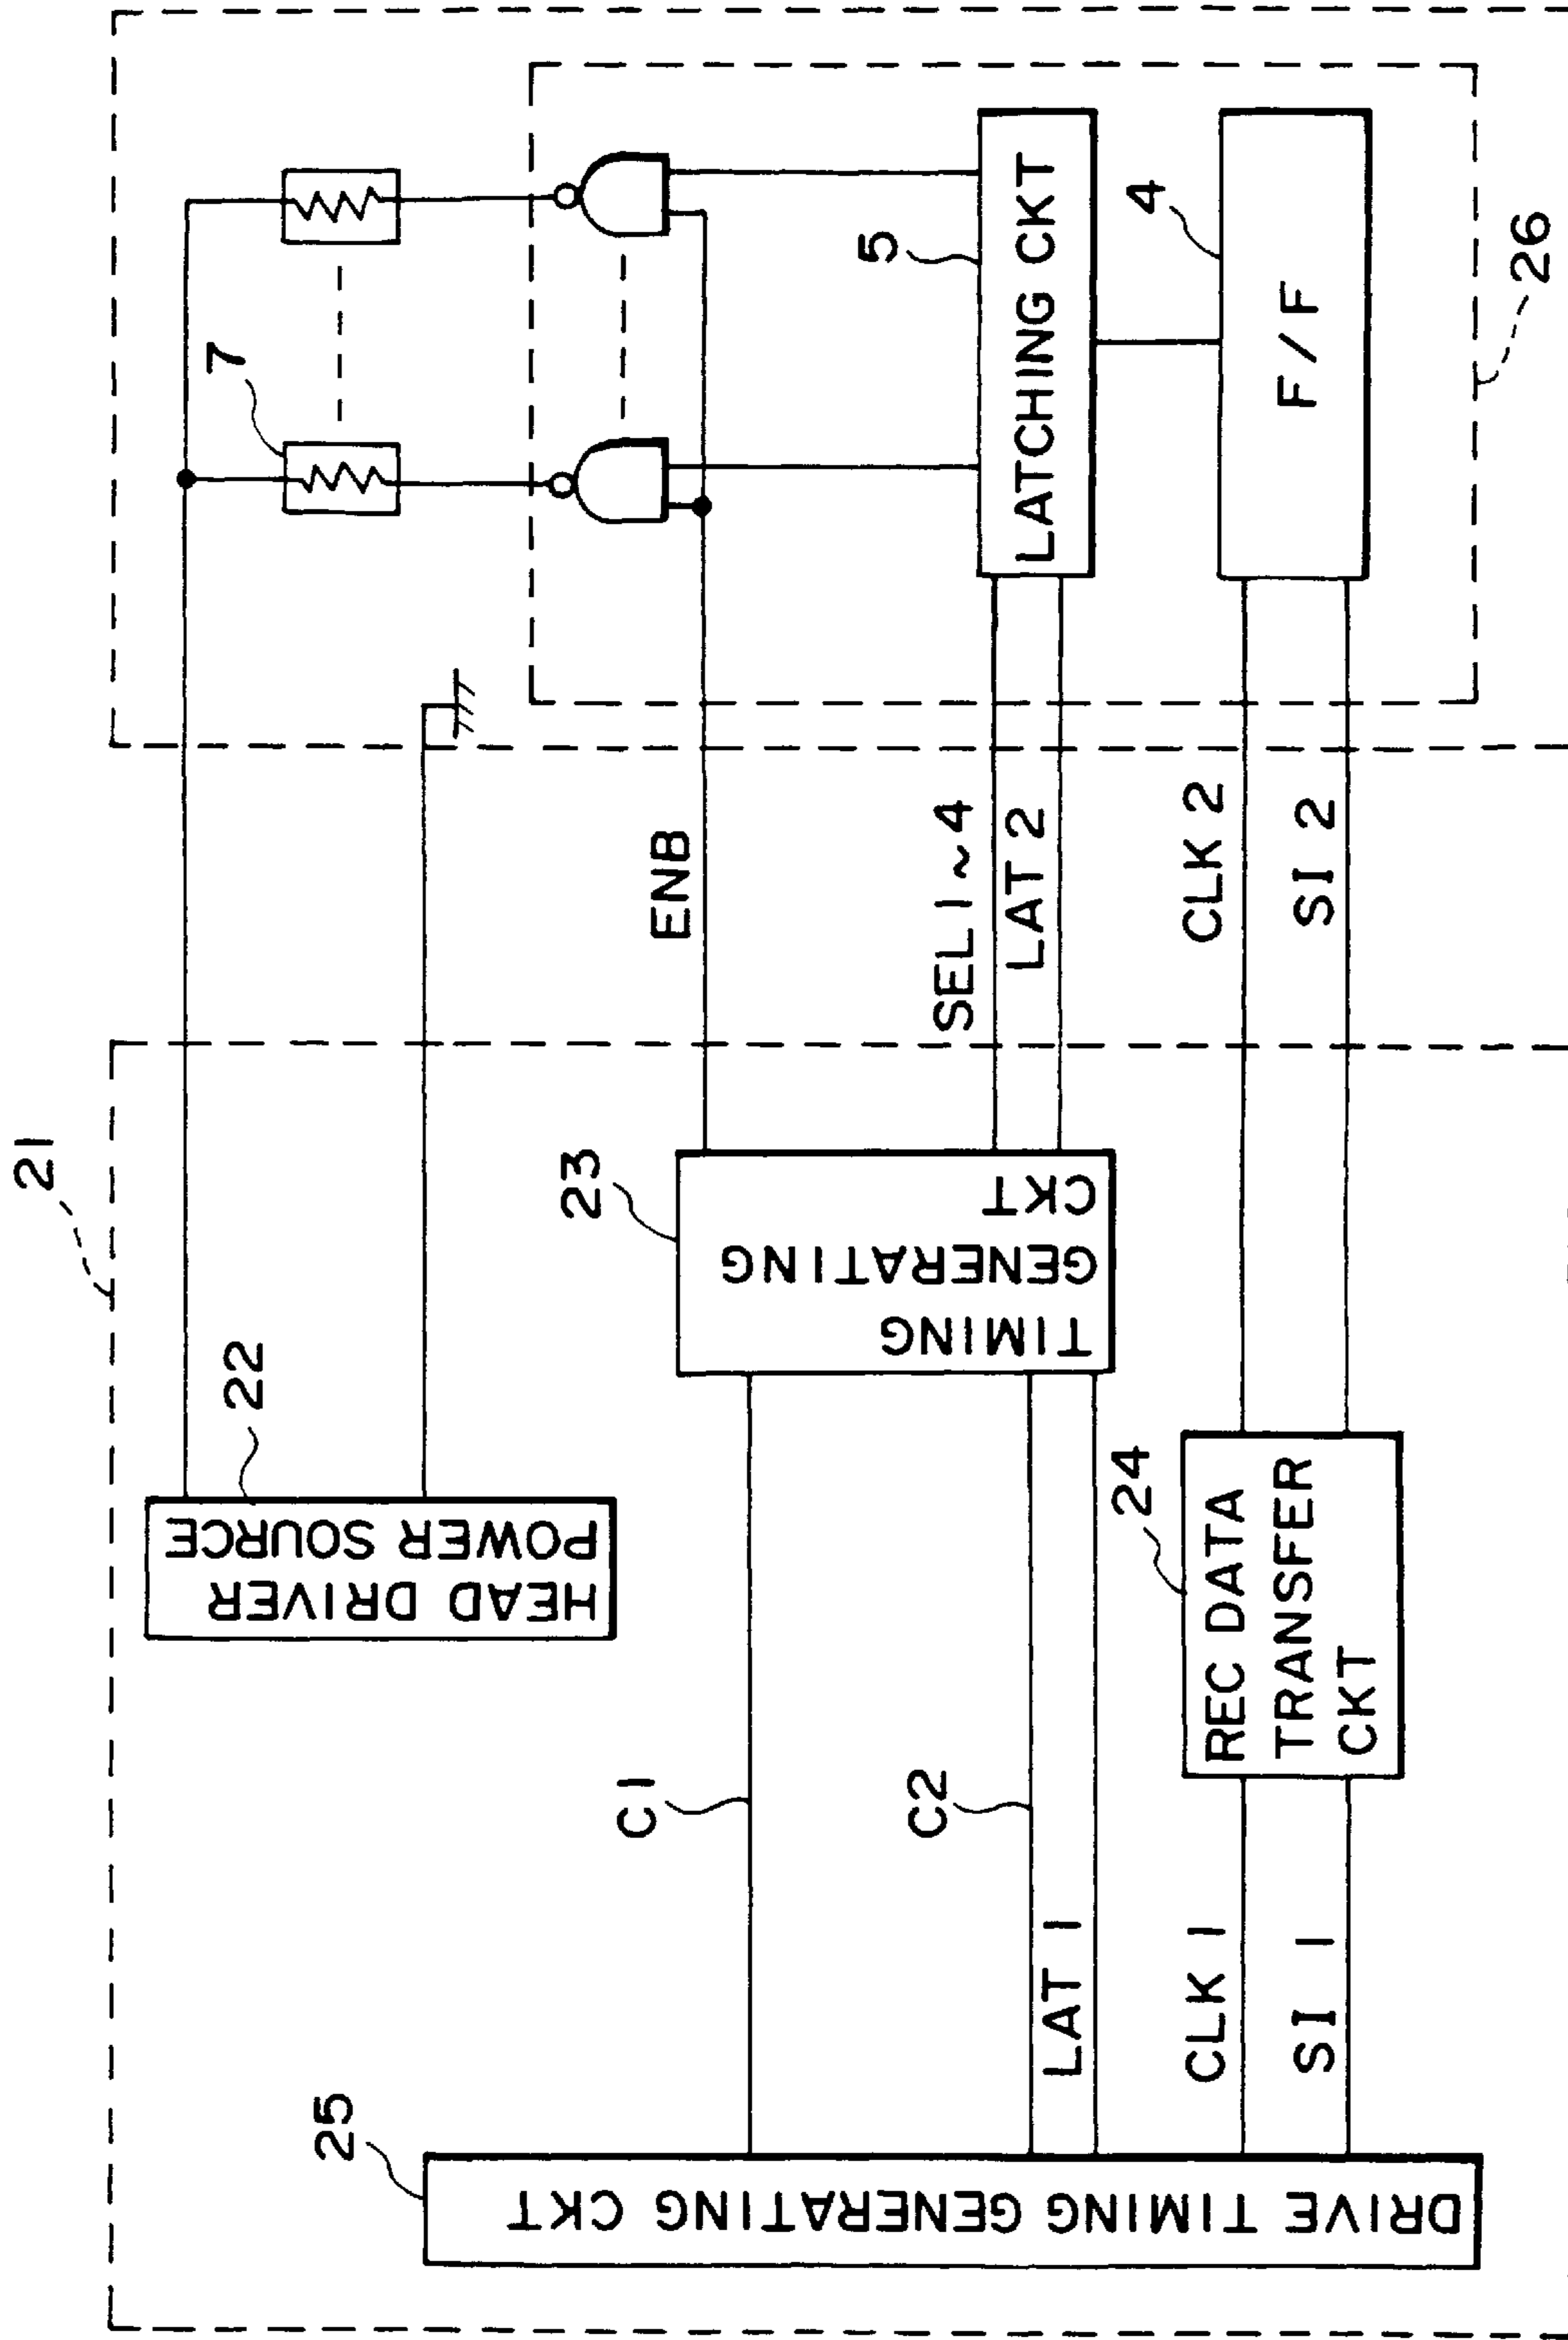 21
22
HEAD DRIVER
POWER SOURCE
7
25
DRIVE TIMING GENERATING CKT
C1
C2
LAT 1
CLK 1
SI 1
23
TIMING
GENERATING
CKT
24
REC DATA
TRANSFER
CKT
ENB
SEL 1~4
LAT 2
CLK 2
SI 2
5
LATCHING CKT
4
F/F
26